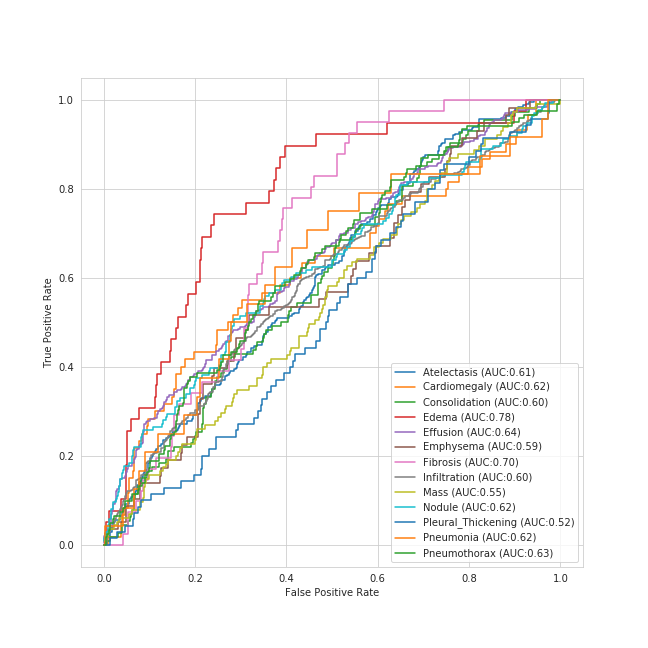 1.0
0.8
0.6
0.4
0.2
0.0
True Positive Rate
Atelectasis (AUC:0.61)
Cardiomegaly (AUC:0.62)
Consolidation (AUC:0.60)
Edema (AUC:0.78)
Effusion (AUC:0.64)
Emphysema (AUC:0.59)
Fibrosis (AUC:0.70)
Infiltration (AUC:0.60)
Mass (AUC:0.55)
Nodule (AUC:0.62)
Pleural_Thickening (AUC:0.52)
Pneumonia (AUC:0.62)
Pneumothorax (AUC:0.63)
0.0 0.2 0.4 0.6 0.8 1.0
False Positive Rate